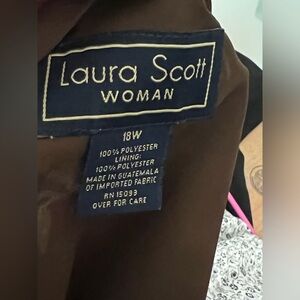 Laura Scott
WOMAN
18W
100% POLYESTER
LINING:
100% POLYESTER
MADE IN GUATEMALA
OF IMPORTED FABRIC
RN 15099
OVER FOR CARE